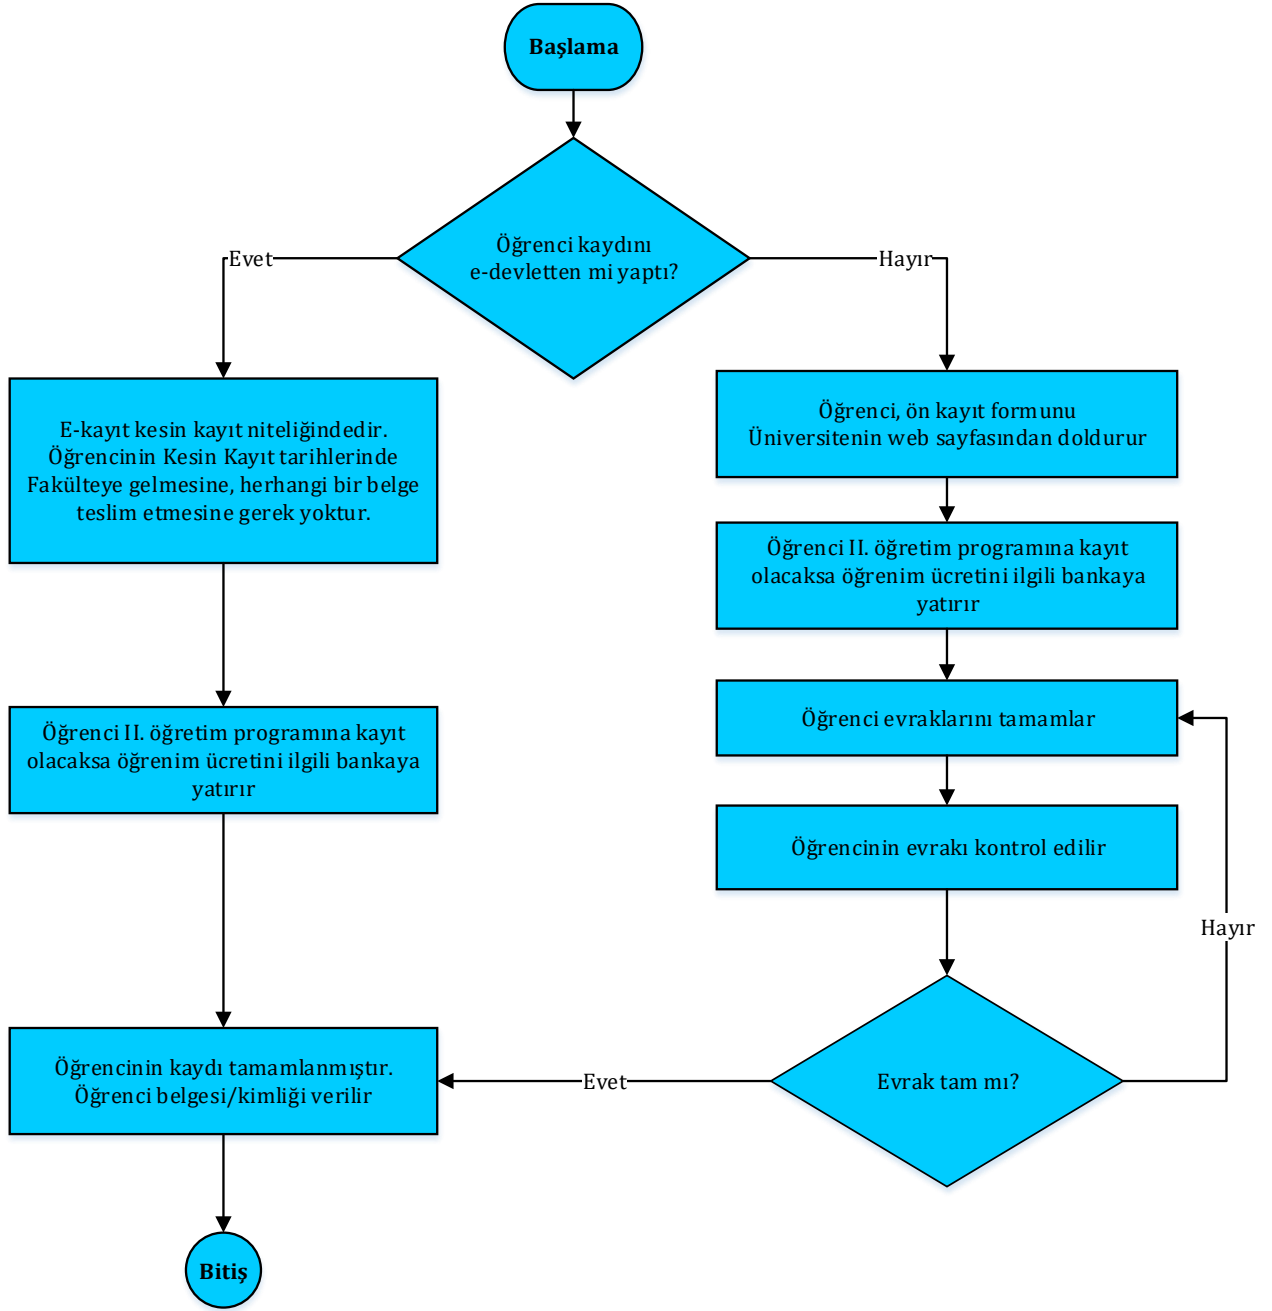 Başlama
Öğrenci kaydını
e-devletten mi yaptı?
Evet
Hayır
E-kayıt kesin kayıt niteliğindedir.
Öğrencinin Kesin Kayıt tarihlerinde
Fakülteye gelmesine, herhangi bir belge
teslim etmesine gerek yoktur.
Öğrenci II. öğretim programına kayıt
olacaksa öğrenim ücretini ilgili bankaya
yatırır
Öğrenci, ön kayıt formunu
Üniversitenin web sayfasından doldurur
Öğrenci II. öğretim programına kayıt
olacaksa öğrenim ücretini ilgili bankaya
yatırır
Öğrenci evraklarını tamamlar
Öğrencinin evrakı kontrol edilir
Hayır
Evrak tam mı?
Evet
Öğrencinin kaydı tamamlanmıştır.
Öğrenci belgesi/kimliği verilir
Bitiş